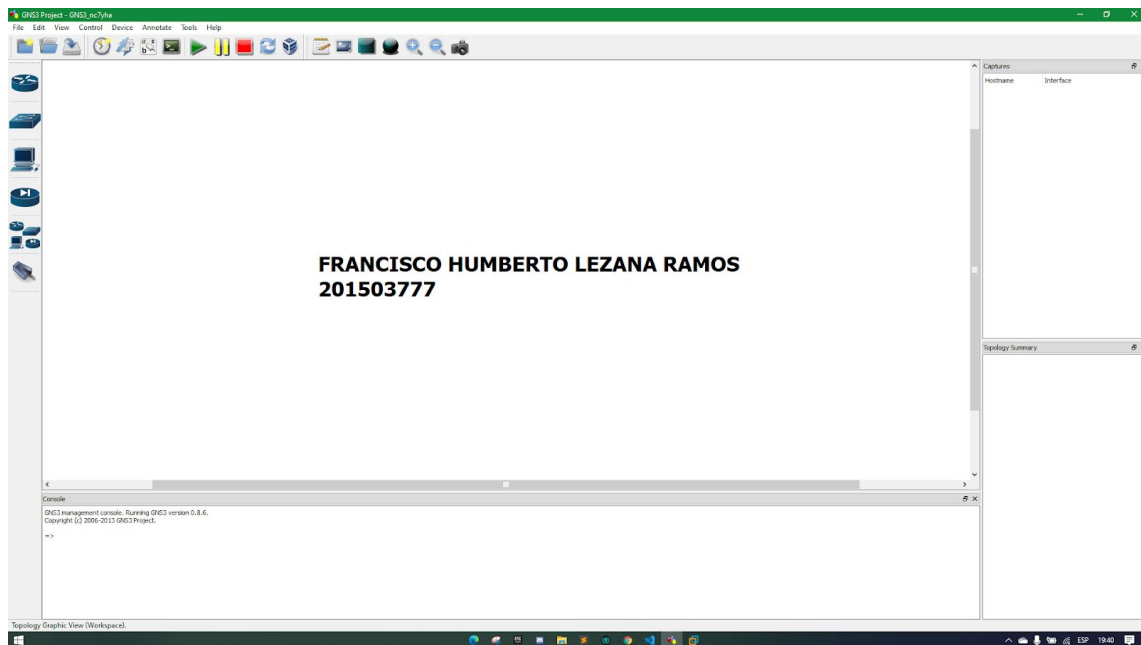 GNS3 Project - GNS3_nc7yha
File Edit View Control Device Annotate Tools Help
Captures
Hostname Interface
FRANCISCO HUMBERTO LEZANA RAMOS
201503777
Topology Summary
Console
GNS3 management console. Running GNS3 version 0.8.6.
Copyright (c) 2006-2013 GNS3 Project.
=>
Topology Graphic View (Workspace).
ESP 19:40